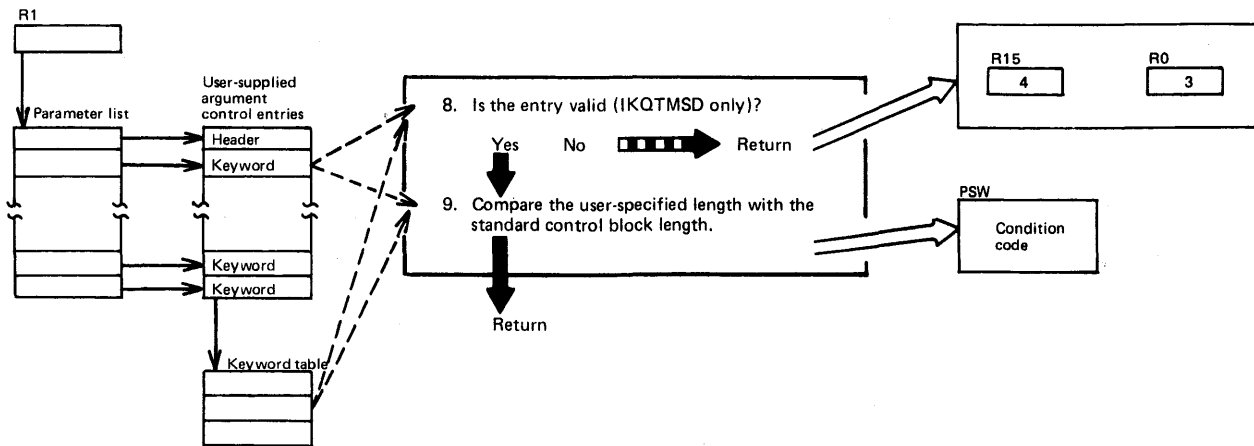 R1
Parameter list
User-supplied
argument
control entries
Header
Keyword
Keyword
Keyword
Keyword table
8. Is the entry valid (IKQTMSD only)?
Yes No Return
9. Compare the user-specified length with the
standard control block length.
Return
R15 R0
4 3
PSW
Condition
code